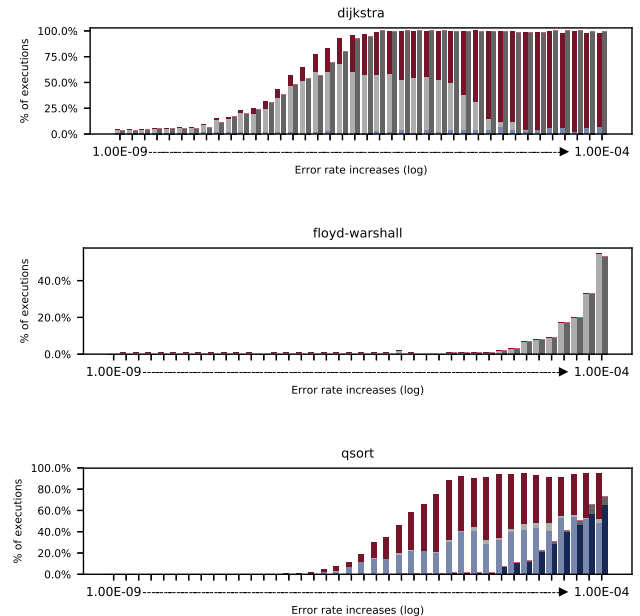 dijkstra
100.0%
75.0%
50.0%
25.0%
0.0%
% of executions
1.00E-09
1.00E-04
Error rate increases (log)
floyd-warshall
40.0%
20.0%
0.0%
% of executions
1.00E-09
1.00E-04
Error rate increases (log)
qsort
100.0%
80.0%
60.0%
40.0%
20.0%
0.0%
% of executions
1.00E-09
1.00E-04
Error rate increases (log)